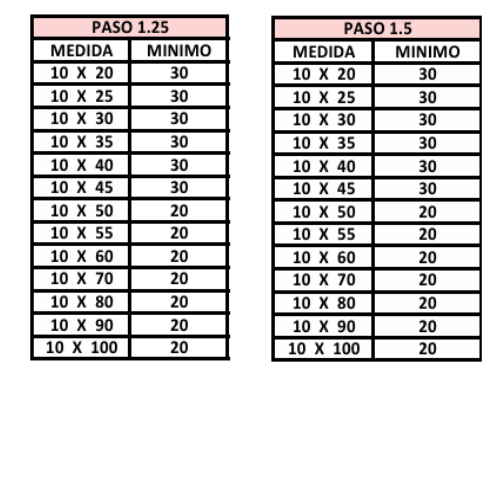 PASO 1.25
MEDIDA MINIMO
10 X 20 30
10 X 25 30
10 X 30 30
10 X 35 30
10 X 40 30
10 X 45 30
10 X 50 20
10 X 55 20
10 X 60 20
10 X 70 20
10 X 80 20
10 X 90 20
10 X 100 20
PASO 1.5
MEDIDA MINIMO
10 X 20 30
10 X 25 30
10 X 30 30
10 X 35 30
10 X 40 30
10 X 45 30
10 X 50 20
10 X 55 20
10 X 60 20
10 X 70 20
10 X 80 20
10 X 90 20
10 X 100 20